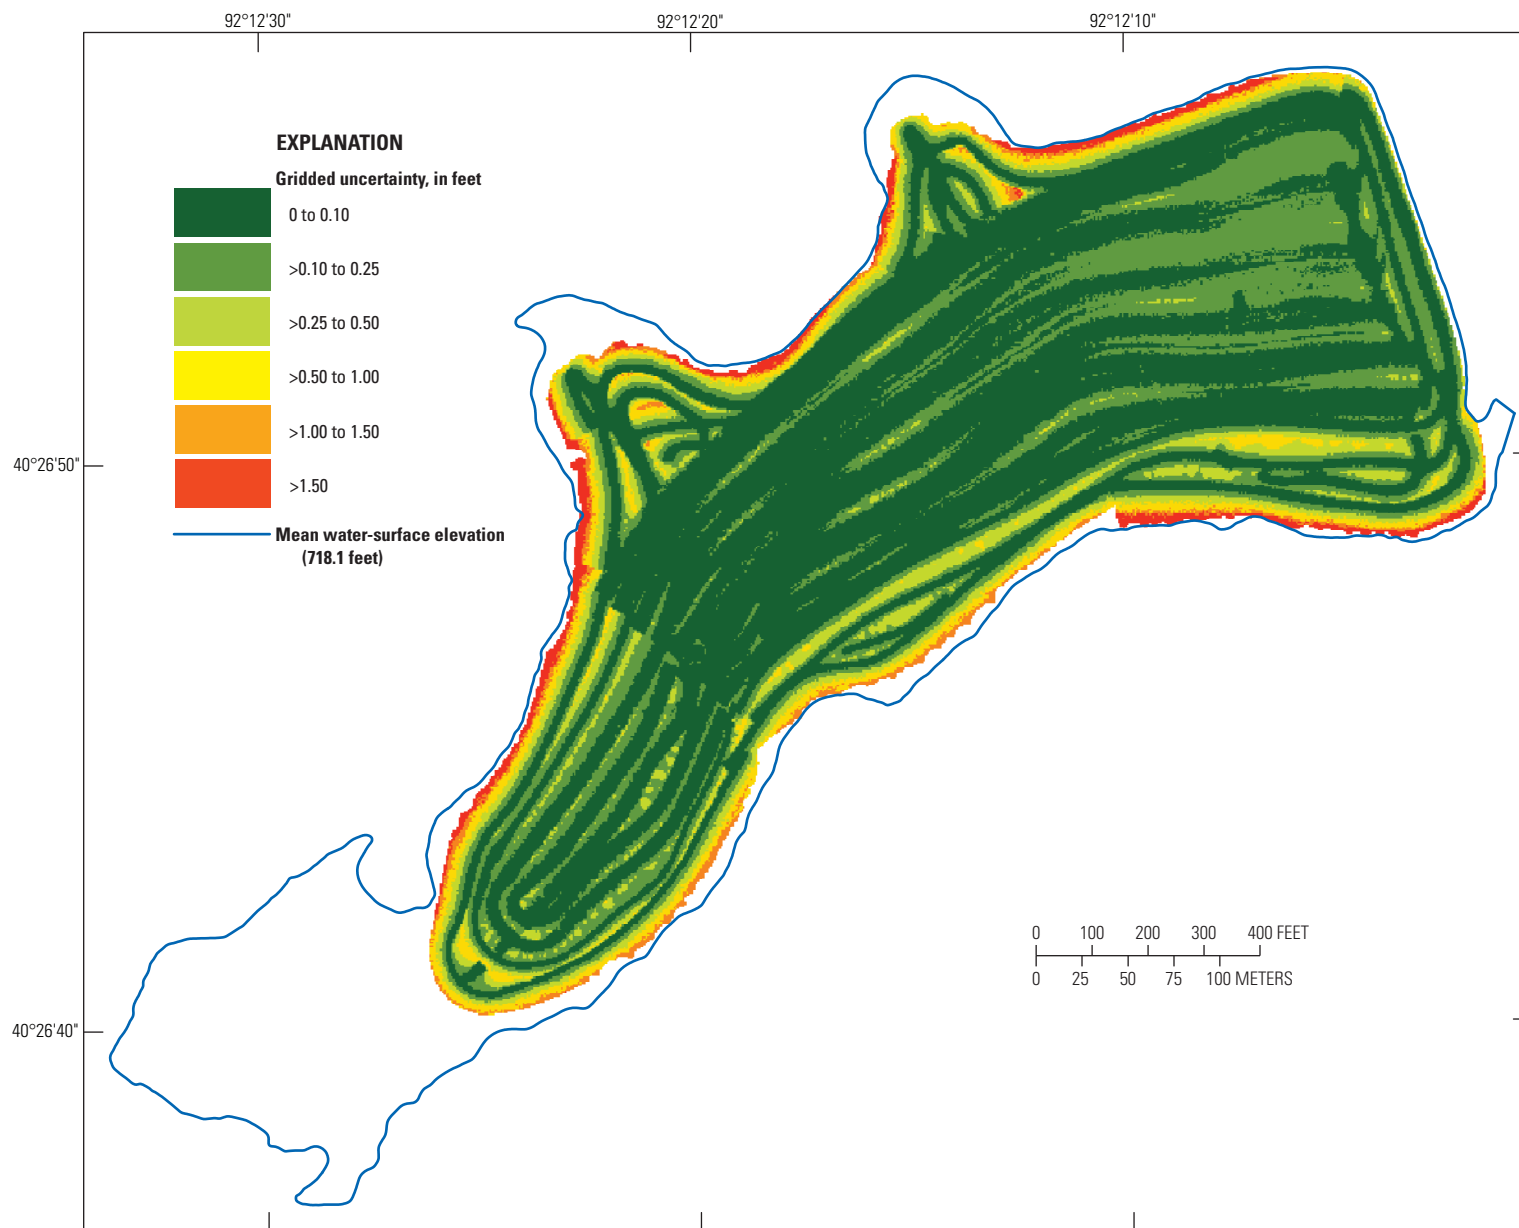 92°12'30"
92°12'20"
92°12'10"
EXPLANATION
Gridded uncertainty, in feet
0 to 0.10
>0.10 to 0.25
>0.25 to 0.50
>0.50 to 1.00
>1.00 to 1.50
>1.50
Mean water-surface elevation
(718.1 feet)
40°26'50"
40°26'40"
0 100 200 300 400 FEET
0 25 50 75 100 METERS